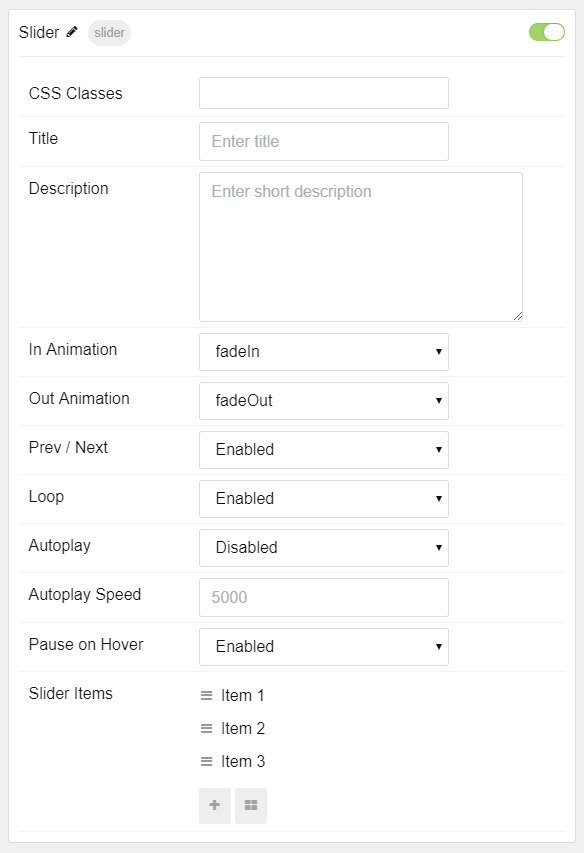 Slider slider
CSS Classes
Title Enter title
Description Enter short description
In Animation fadeIn
Out Animation fadeOut
Prev / Next Enabled
Loop Enabled
Autoplay Disabled
Autoplay Speed 5000
Pause on Hover Enabled
Slider Items Item 1
Item 2
Item 3